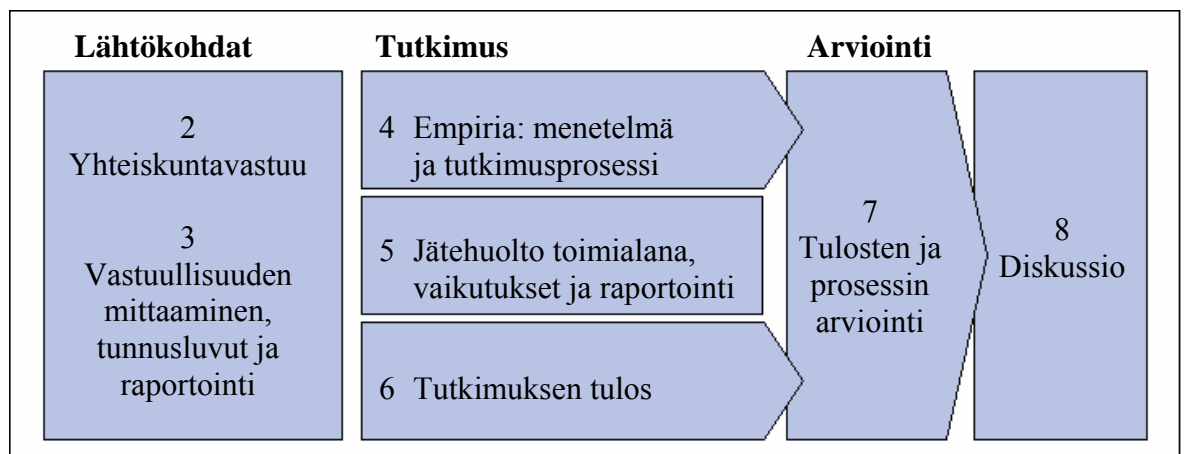 Lähtökohdat
2
Yhteiskuntavastuu
3
Vastuullisuuden
mittaaminen,
tunnusluvut ja
raportointi
Tutkimus
4 Empiria: menetelmä
ja tutkimusprosessi
5 Jätehuolto toimialana,
vaikutukset ja raportointi
6 Tutkimuksen tulos
Arviointi
7
Tulosten ja
prosessin
arviointi
8
Diskussio